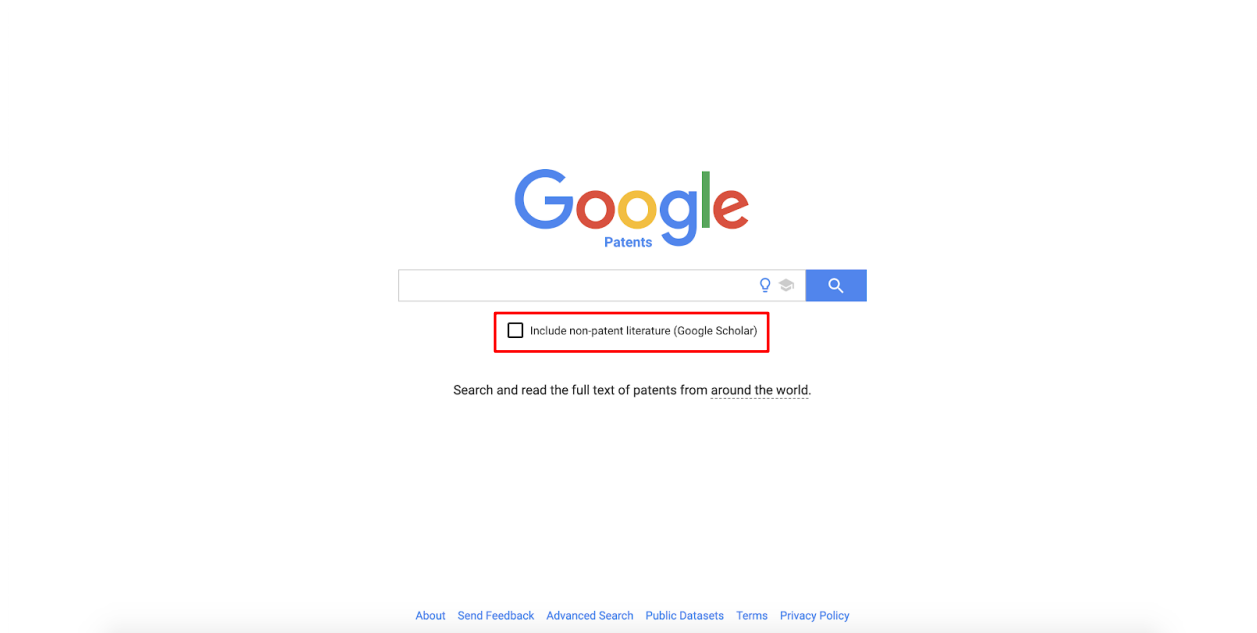 Google
Patents
Include non-patent literature (Google Scholar)
Search and read the full text of patents from around the world.
About Send Feedback Advanced Search Public Datasets Terms Privacy Policy